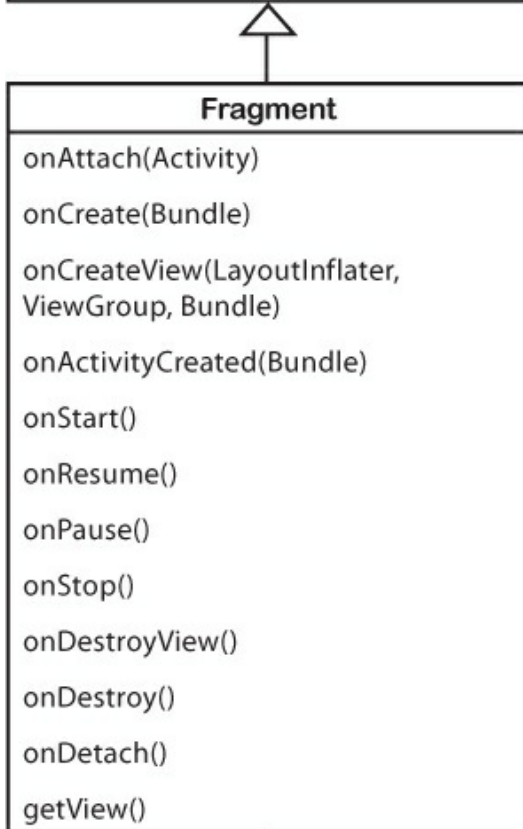 Fragment
onAttach(Activity)
onCreate(Bundle)
onCreateView(LayoutInflater,
ViewGroup, Bundle)
onActivityCreated(Bundle)
onStart()
onResume()
onPause()
onStop()
onDestroyView()
onDestroy()
onDetach()
getView()